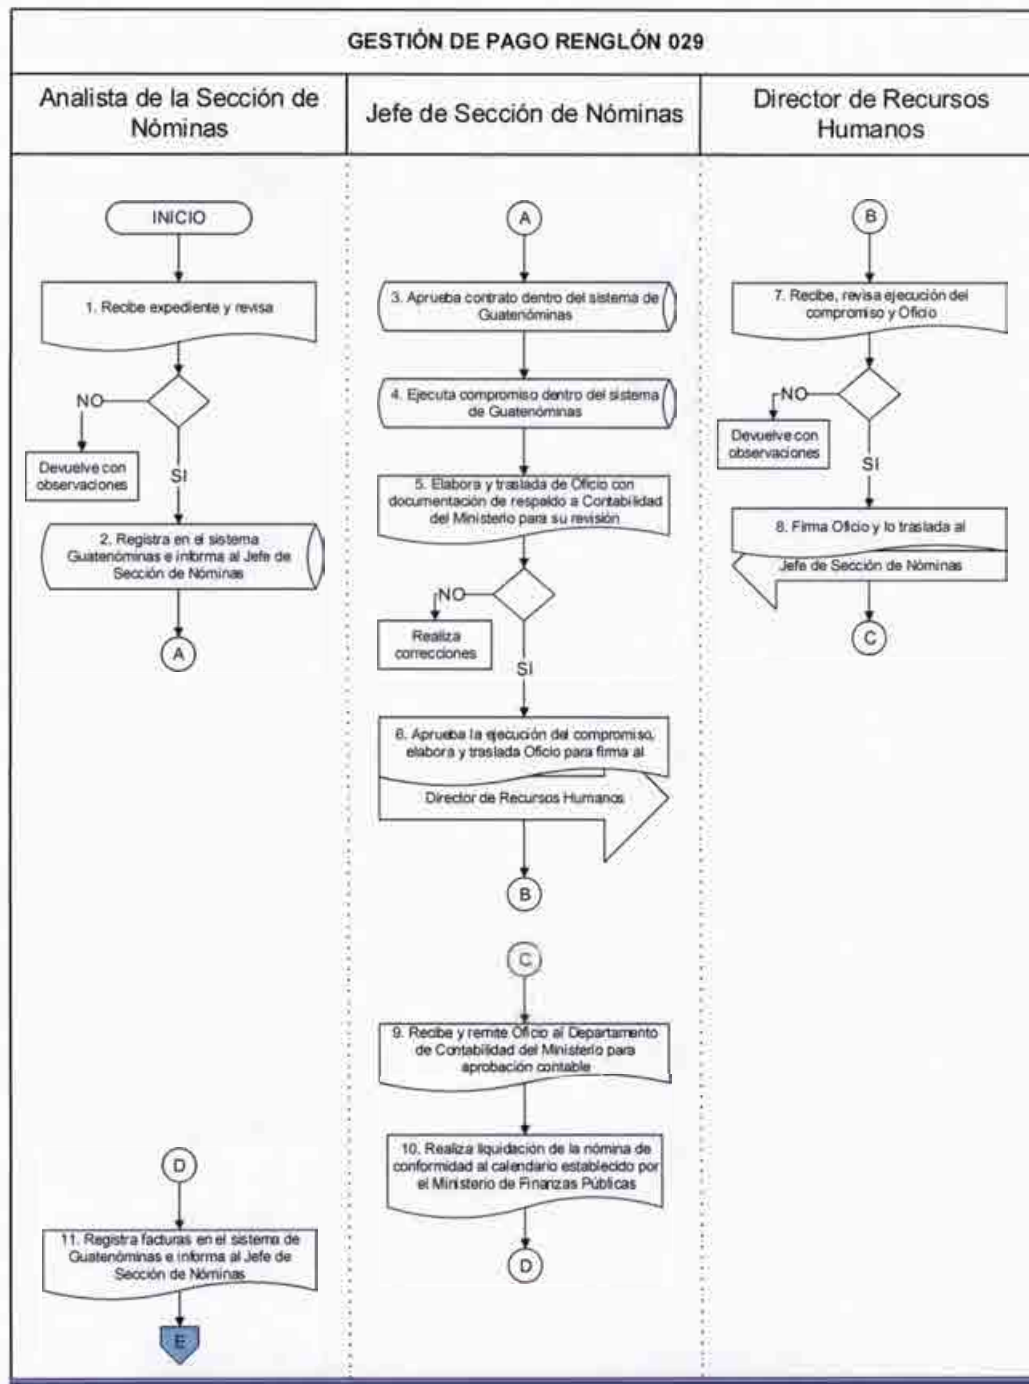 GESTIÓN DE PAGO RENGLÓN 029
Analista de la Sección de
Nóminas
Jefe de Sección de Nóminas
Director de Recursos
Humanos
INICIO
1. Recibe expediente y revisa
NO
Devuelve con
observaciones
SI
2. Registra en el sistema
Guatenóminas e informa al Jefe de
Sección de Nóminas
A
A
3. Aprueba contrato dentro del sistema de
Guatenóminas
4. Ejecuta compromiso dentro del sistema
de Guatenóminas
5. Elabora y traslada de Oficio con
documentación de respaldo a Contabilidad
del Ministerio para su revisión
NO
Realiza
correcciones
SI
6. Aprueba la ejecución del compromiso,
elabora y traslada Oficio para firma al
Director de Recursos Humanos
B
B
7. Recibe, revisa ejecución del
compromiso y Oficio
NO
Devuelve con
observaciones
SI
8. Firma Oficio y lo traslada al
Jefe de Sección de Nóminas
C
C
9. Recibe y remite Oficio al Departamento
de Contabilidad del Ministerio para
aprobación contable
10. Realiza liquidación de la nómina de
conformidad al calendario establecido por
el Ministerio de Finanzas Públicas
D
D
11. Registra facturas en el sistema de
Guatenóminas e informa al Jefe de
Sección de Nóminas
E